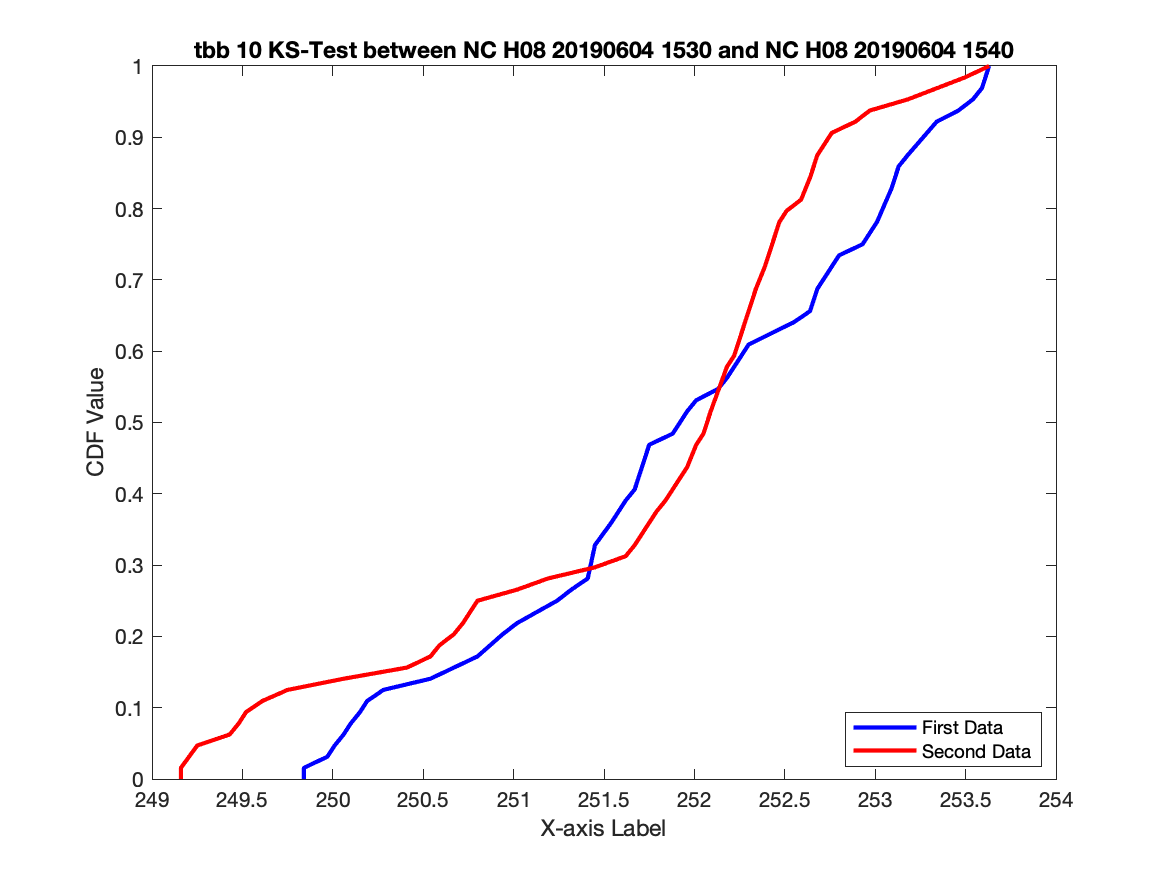 tbb 10 KS-Test between NC H08 20190604 1530 and NC H08 20190604 1540
1
0.9
0.8
0.7
0.6
0.5
0.4
0.3
0.2
0.1
0
CDF Value
First Data
Second Data
249 249.5 250 250.5 251 251.5 252 252.5 253 253.5 254
X-axis Label